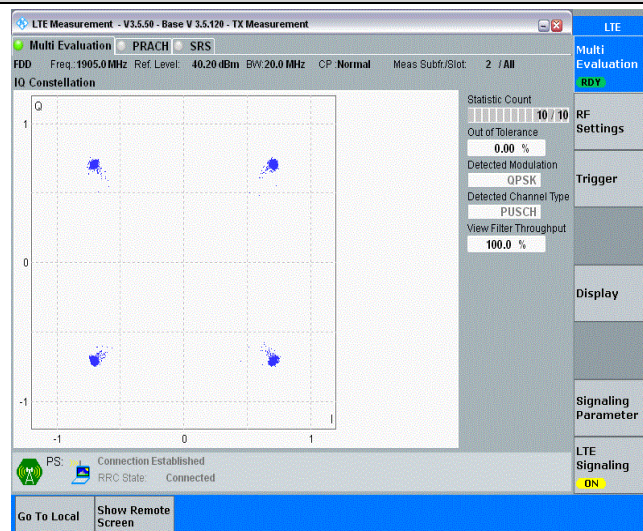 LTE Measurement - V3.5.50 - Base V 3.5.120 - TX Measurement
LTE
Multi Evaluation PRACH SRS
Multi
Evaluation
RDY
FDD Freq.:1905.0 MHz Ref. Level: 40.20 dBm BW:20.0 MHz CP :Normal Meas Subfr./Slot: 2 / All
IQ Constellation
Q
1
0
-1
-1
0
1
I
Statistic Count
10 / 10
Out of Tolerance
0.00 %
Detected Modulation
QPSK
Detected Channel Type
PUSCH
View Filter Throughput
100.0 %
RF
Settings
Trigger
Display
Signaling
Parameter
LTE
Signaling
ON
PS: Connection Established
RRC State: Connected
Go To Local
Show Remote
Screen